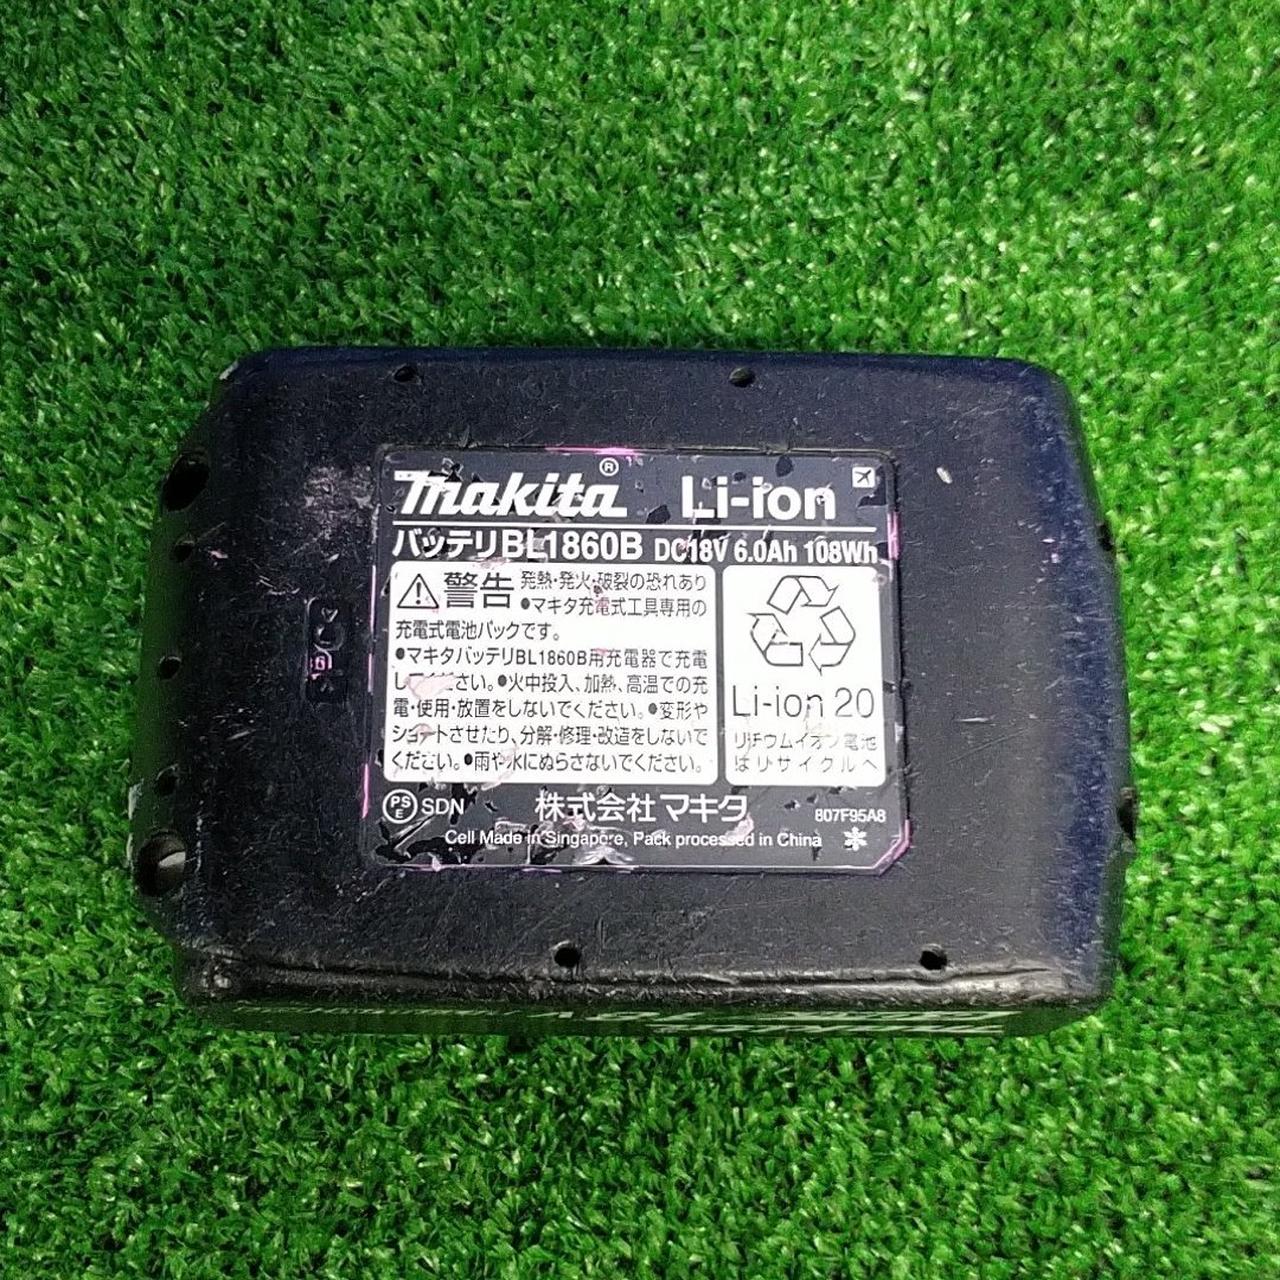 makita® Li-ion
バッテリBL1860B DC18V 6.0Ah 108Wh
警告 発熱・発火・破裂の恐れあり
●マキタ充電式工具専用の
充電式電池パックです。
●マキタバッテリBL1860B用充電器で充電
してください。●火中投入、加熱、高温での充
電・使用・放置をしないでください。●変形や
ショートさせたり、分解・修理・改造をしないで
ください。●雨や水にぬらさないでください。
Li-ion 20
リチウムイオン電池
はリサイクルへ
PSE SDN 株式会社マキタ 807F95A8
Cell Made in Singapore, Pack processed in China